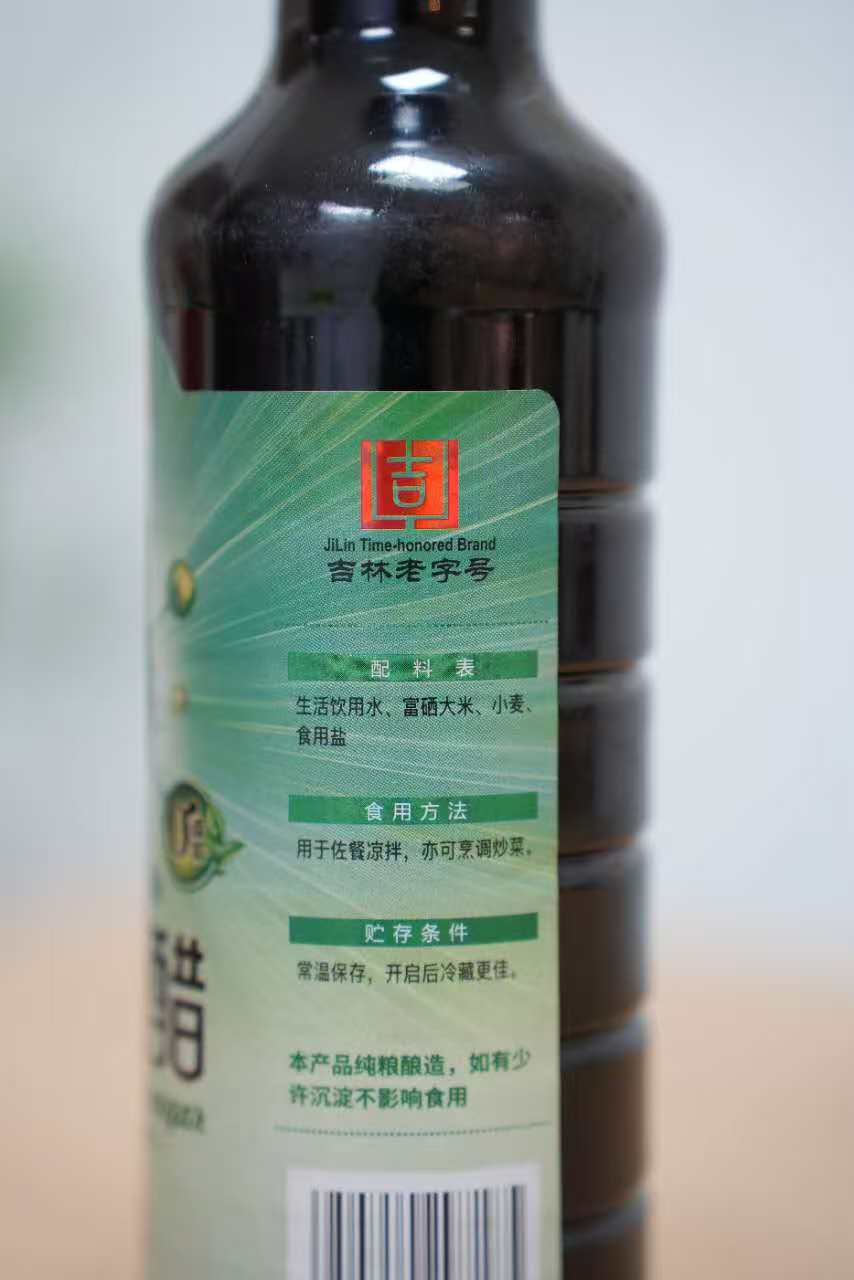 吉
JiLin Time-honored Brand
吉林老字号
配料表
生活饮用水、富硒大米、小麦、
食用盐
食用方法
用于佐餐凉拌，亦可烹调炒菜。
贮存条件
常温保存，开启后冷藏更佳。
本产品纯粮酿造，如有少
许沉淀不影响食用
醋